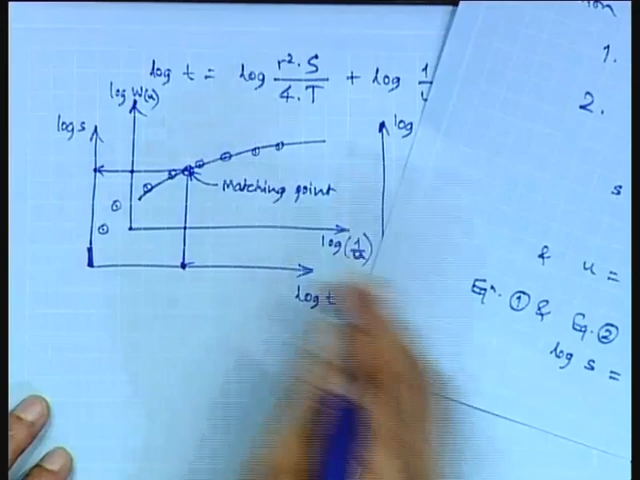 log t = log r²·S / 4·T + log 1/
log W(u)
log s
log
Matching point
log(1/u)
log t
1.
2.
s
& u =
Eqⁿ. ① & Eq. ②
log s =